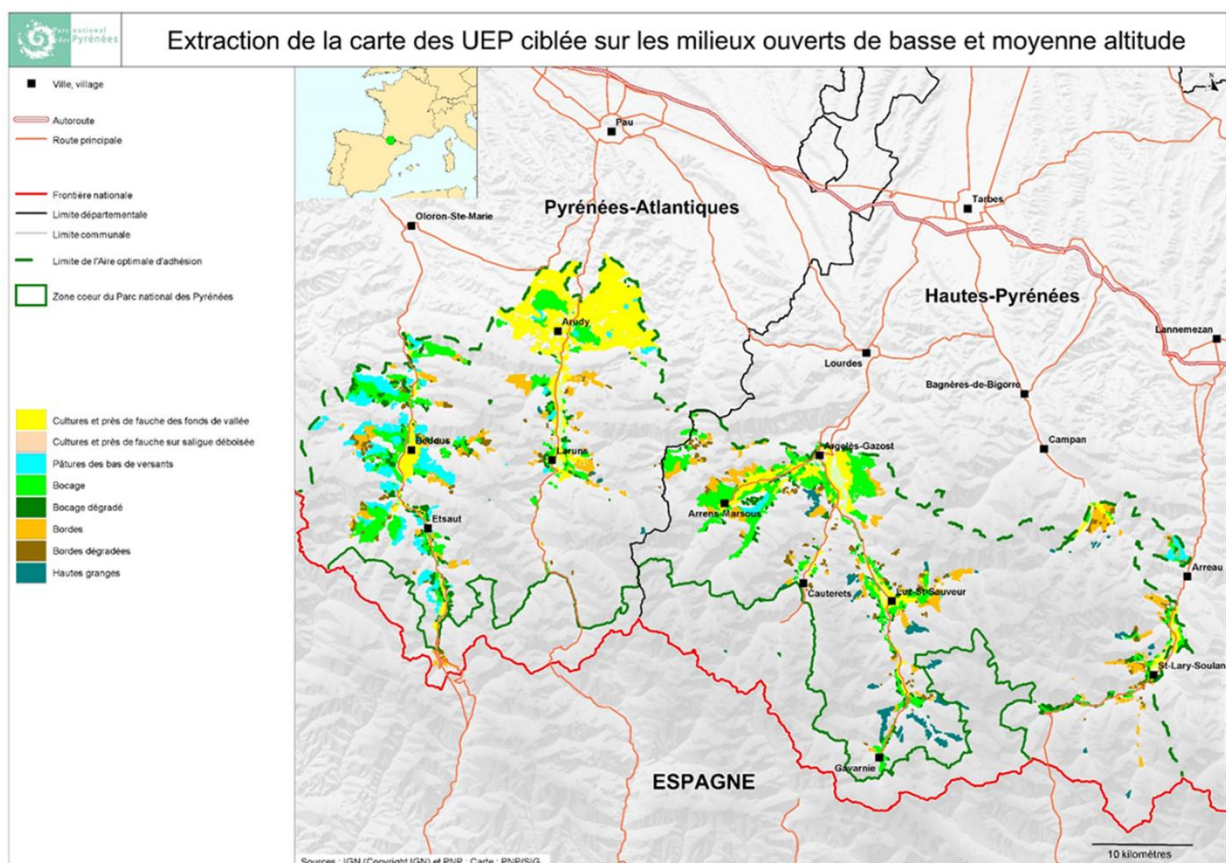 Parc national
des Pyrénées
Extraction de la carte des UEP ciblée sur les milieux ouverts de basse et moyenne altitude
Ville, village
Autoroute
Route principale
Frontière nationale
Limite départementale
Limite communale
Limite de l'Aire optimale d'adhésion
Zone coeur du Parc national des Pyrénées
Cultures et près de fauche des fonds de vallée
Cultures et près de fauche sur saligue déboisée
Pâtures des bas de versants
Bocage
Bocage dégradé
Bordes
Bordes dégradées
Hautes granges
N
Pau
Tarbes
Pyrénées-Atlantiques
Oloron-Ste-Marie
Hautes-Pyrénées
Arudy
Lannemezan
Lourdes
Bagnères-de-Bigorre
Bedous
Campan
Laruns
Argelès-Gazost
Arrens-Marsous
Etsaut
Arreau
Cauterets
Luz-St-Sauveur
St-Lary-Soulan
Gavarnie
ESPAGNE
10 kilomètres
Sources : IGN (Copyright IGN) et PNP ; Carte : PNP/SIG